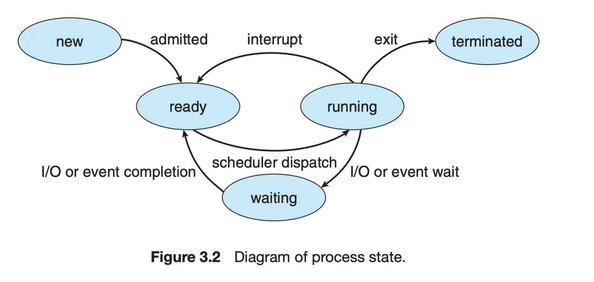 new
admitted
interrupt
exit
terminated
ready
running
scheduler dispatch
I/O or event completion
I/O or event wait
waiting
Figure 3.2 Diagram of process state.